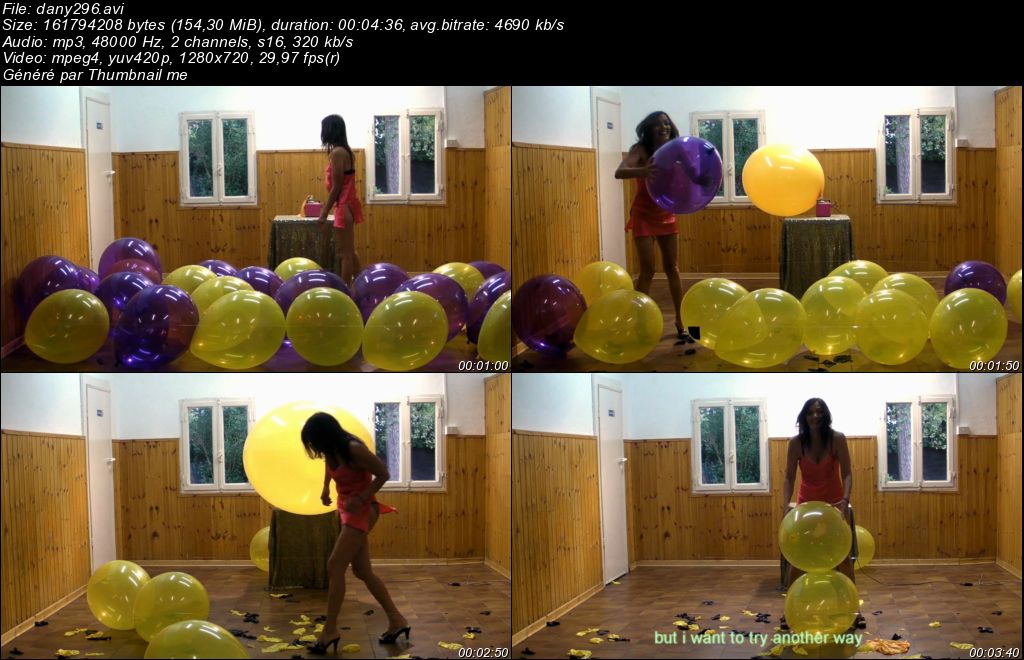 File: dany296.avi
Size: 161794208 bytes (154,30 MiB), duration: 00:04:36, avg.bitrate: 4690 kb/s
Audio: mp3, 48000 Hz, 2 channels, s16, 320 kb/s
Video: mpeg4, yuv420p, 1280x720, 29,97 fps(r)
Généré par Thumbnail me
00:01:00
00:01:50
00:02:50
but i want to try another way
00:03:40